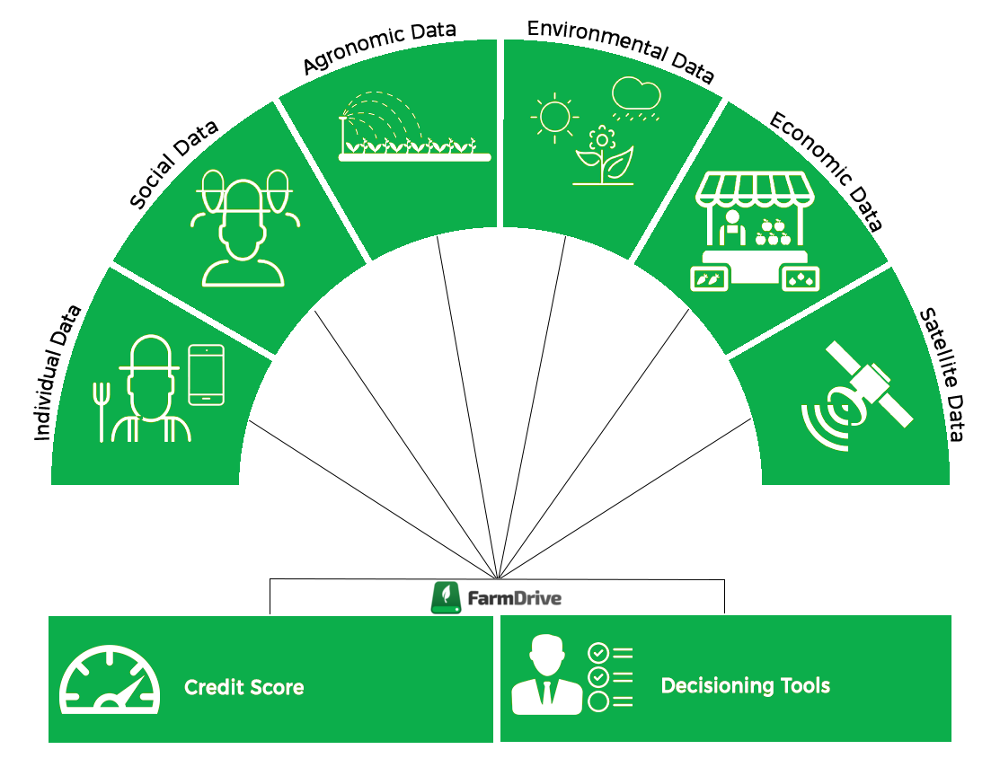 Individual Data
Social Data
Agronomic Data
Environmental Data
Economic Data
Satellite Data
FarmDrive
Credit Score
Decisioning Tools